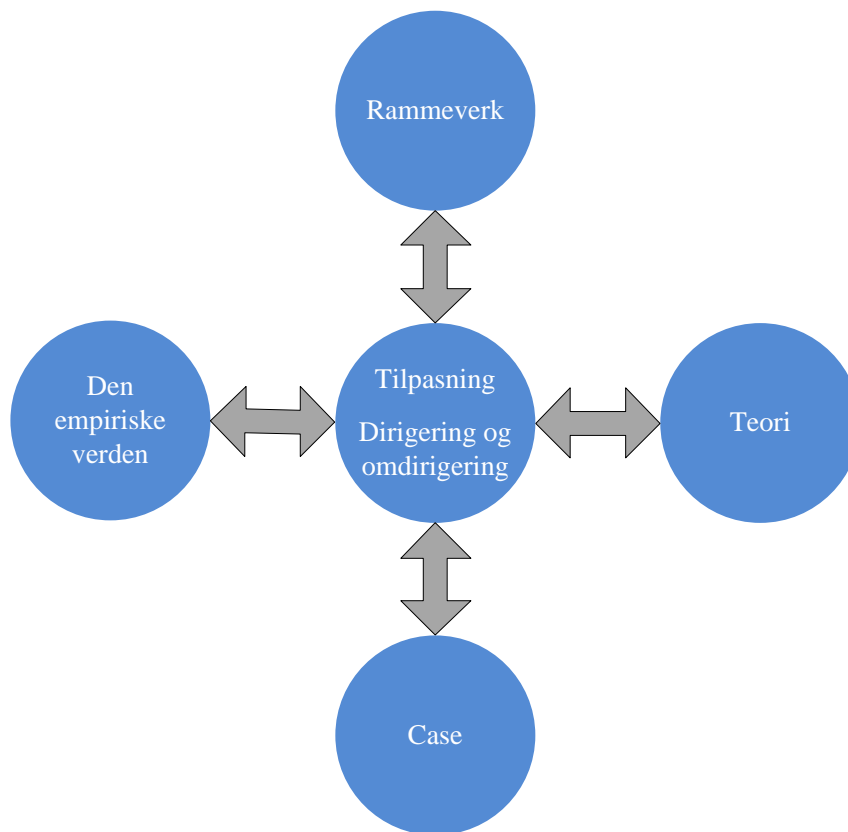 Rammeverk
Den
empiriske
verden
Tilpasning
Dirigering og
omdirigering
Teori
Case